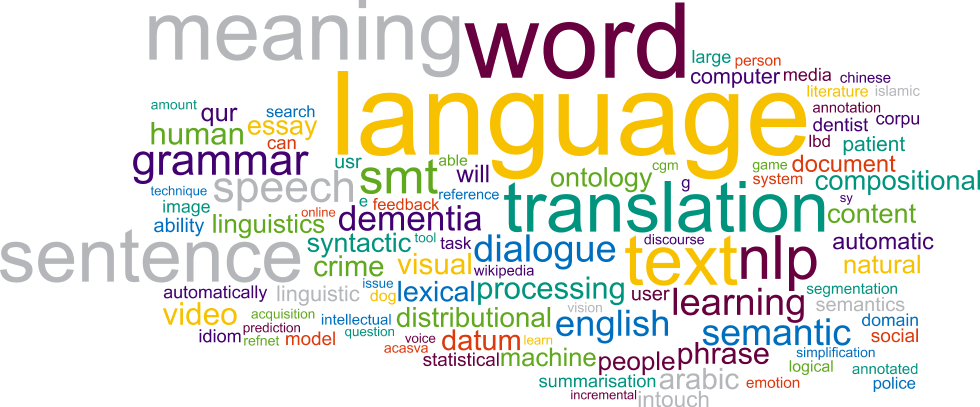 meaning word
large person
computer media chinese
language
literature islamic
amount qur search
annotation corpu
human essay
dentist
can
lbd patient
grammar usr able
smt will
cgm game document
speech
ontology g system compositional
technique
e reference
image online feedback
translation sy content
ability linguistics dementia
sentence syntactic tool task dialogue discourse
text nlp automatic
crime visual wikipedia
natural
automatically linguistic issue dog lexical processing user learning segmentation
vision semantics
video acquisition intellectual distributional english semantic domain
idiom prediction question voice datum learn social
refnet model acasva
statistical machine people phrase simplification
logical annotated
summarisation arabic emotion police
incremental intouch